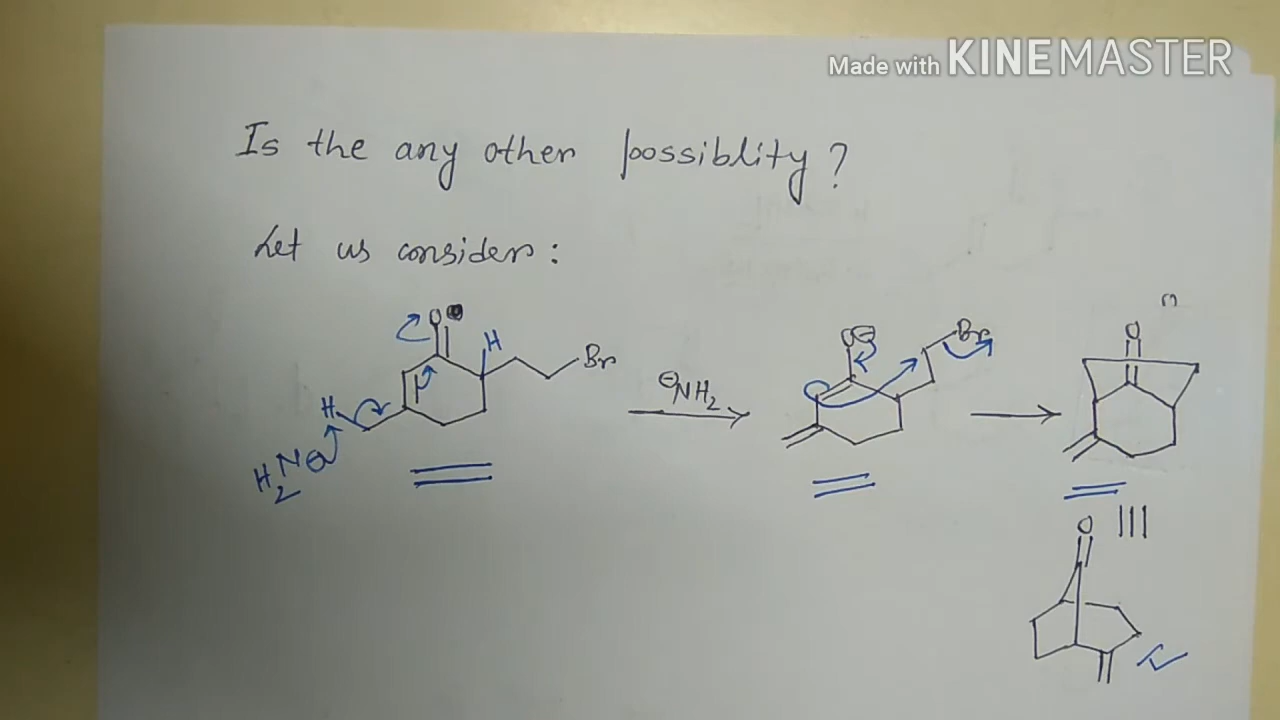 Made with KINEMASTER
Is the any other possiblity?
Let us consider:
O
H
Br
H
H₂N⊖
⊖NH₂
O⊖
Br
O
O